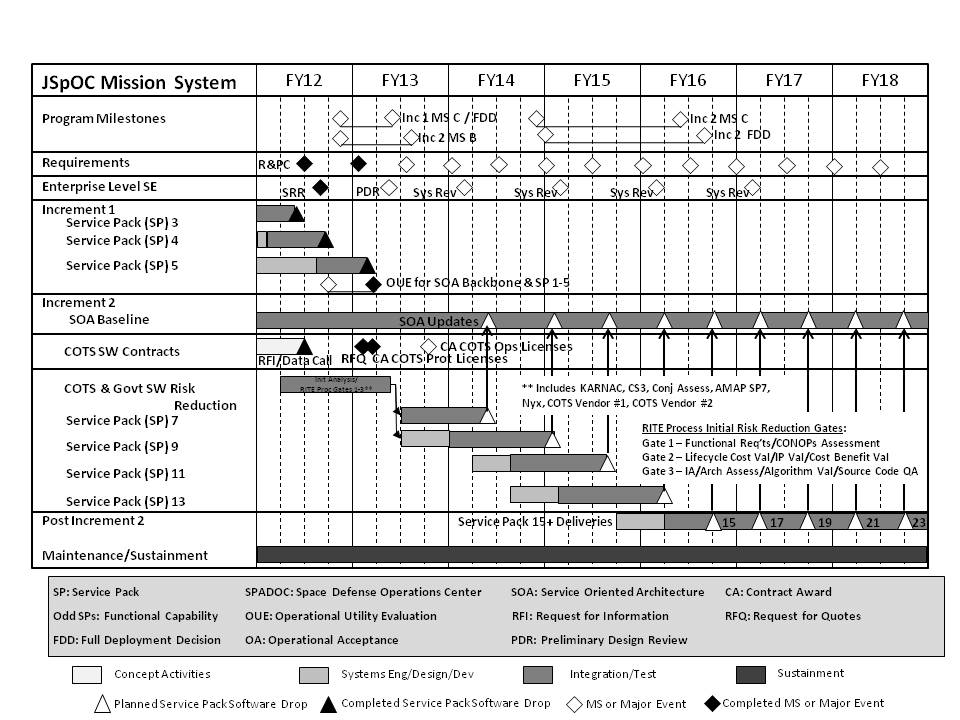 JSpOC Mission System FY12 FY13 FY14 FY15 FY16 FY17 FY18
Program Milestones
Inc 1 MS C / FDD
Inc 2 MS C
Inc 2 MS B
Inc 2 FDD
Requirements
R&PC
Enterprise Level SE
SRR PDR Sys Rev Sys Rev Sys Rev Sys Rev
Increment 1
Service Pack (SP) 3
Service Pack (SP) 4
Service Pack (SP) 5
OUE for SOA Backbone & SP 1-5
Increment 2
SOA Baseline
SOA Updates
COTS SW Contracts
CA COTS Ops Licenses
RFI/Data Call RFQ CA COTS Prot Licenses
COTS & Govt SW Risk
Reduction
Init Analysis/
RITE Proc Gates 1-3**
** Includes KARNAC, CS3, Conj Assess, AMAP SP7,
Nyx, COTS Vendor #1, COTS Vendor #2
Service Pack (SP) 7
Service Pack (SP) 9
Service Pack (SP) 11
Service Pack (SP) 13
RITE Process Initial Risk Reduction Gates:
Gate 1 – Functional Req'ts/CONOPs Assessment
Gate 2 – Lifecycle Cost Val/IP Val/Cost Benefit Val
Gate 3 – IA/Arch Assess/Algorithm Val/Source Code QA
Post Increment 2
Service Pack 15+ Deliveries 15 17 19 21 23
Maintenance/Sustainment
SP: Service Pack SPADOC: Space Defense Operations Center SOA: Service Oriented Architecture CA: Contract Award
Odd SPs: Functional Capability OUE: Operational Utility Evaluation RFI: Request for Information RFQ: Request for Quotes
FDD: Full Deployment Decision OA: Operational Acceptance PDR: Preliminary Design Review
Concept Activities Systems Eng/Design/Dev Integration/Test Sustainment
Planned Service Pack Software Drop Completed Service Pack Software Drop MS or Major Event Completed MS or Major Event